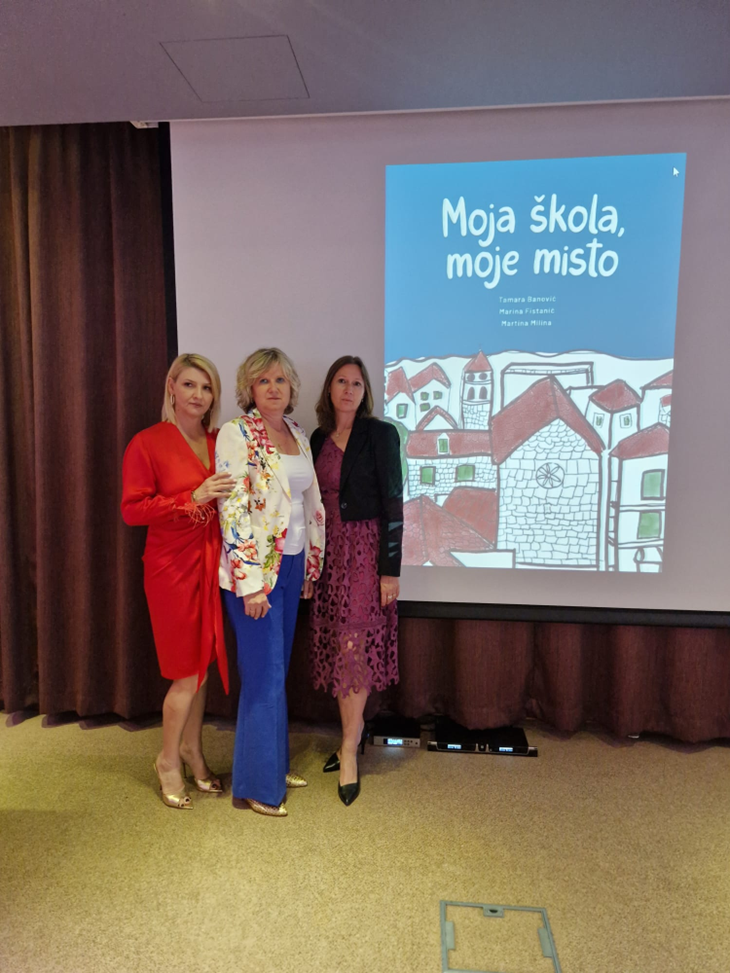 Moja škola,
moje misto
Tamara Banović
Marina Fistanić
Martina Milina